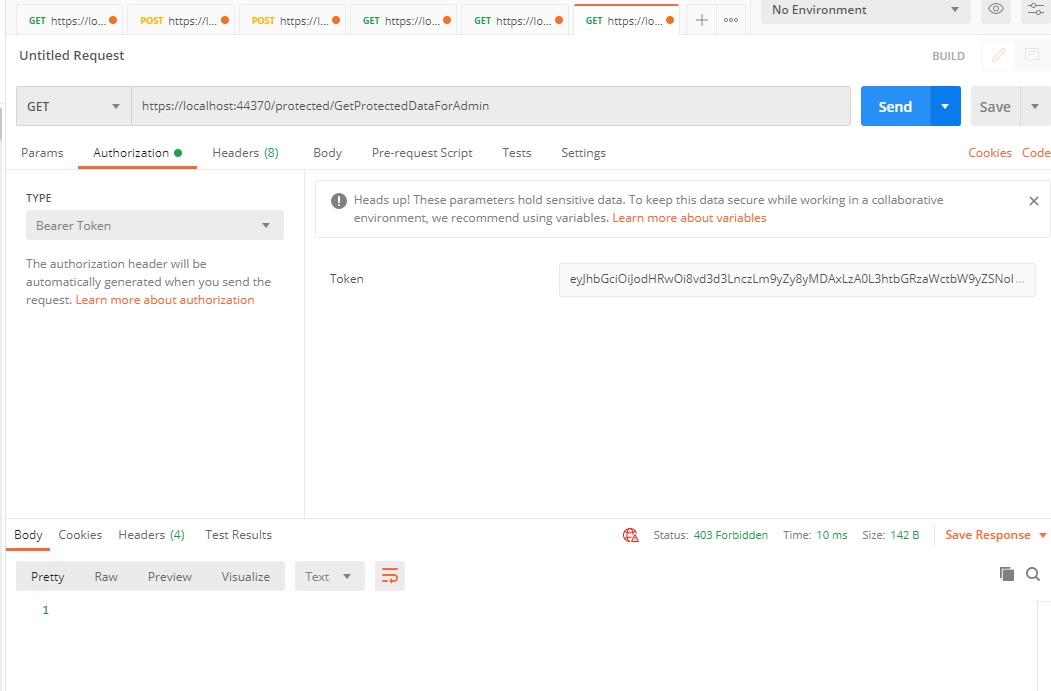 GET https://lo...
POST https://l...
POST https://l...
GET https://lo...
GET https://lo...
GET https://lo...
No Environment
Untitled Request
BUILD
GET
https://localhost:44370/protected/GetProtectedDataForAdmin
Send
Save
Params
Authorization
Headers (8)
Body
Pre-request Script
Tests
Settings
Cookies
Code
TYPE
Bearer Token
The authorization header will be
automatically generated when you send the
request. Learn more about authorization
Heads up! These parameters hold sensitive data. To keep this data secure while working in a collaborative
environment, we recommend using variables. Learn more about variables
Token
eyJhbGciOiJodHRwOi8vd3d3LnczLm9yZy8yMDAxLzA0L3htbGRzaWctbW9yZSNol...
Body
Cookies
Headers (4)
Test Results
Status: 403 Forbidden
Time: 10 ms
Size: 142 B
Save Response
Pretty
Raw
Preview
Visualize
Text
1